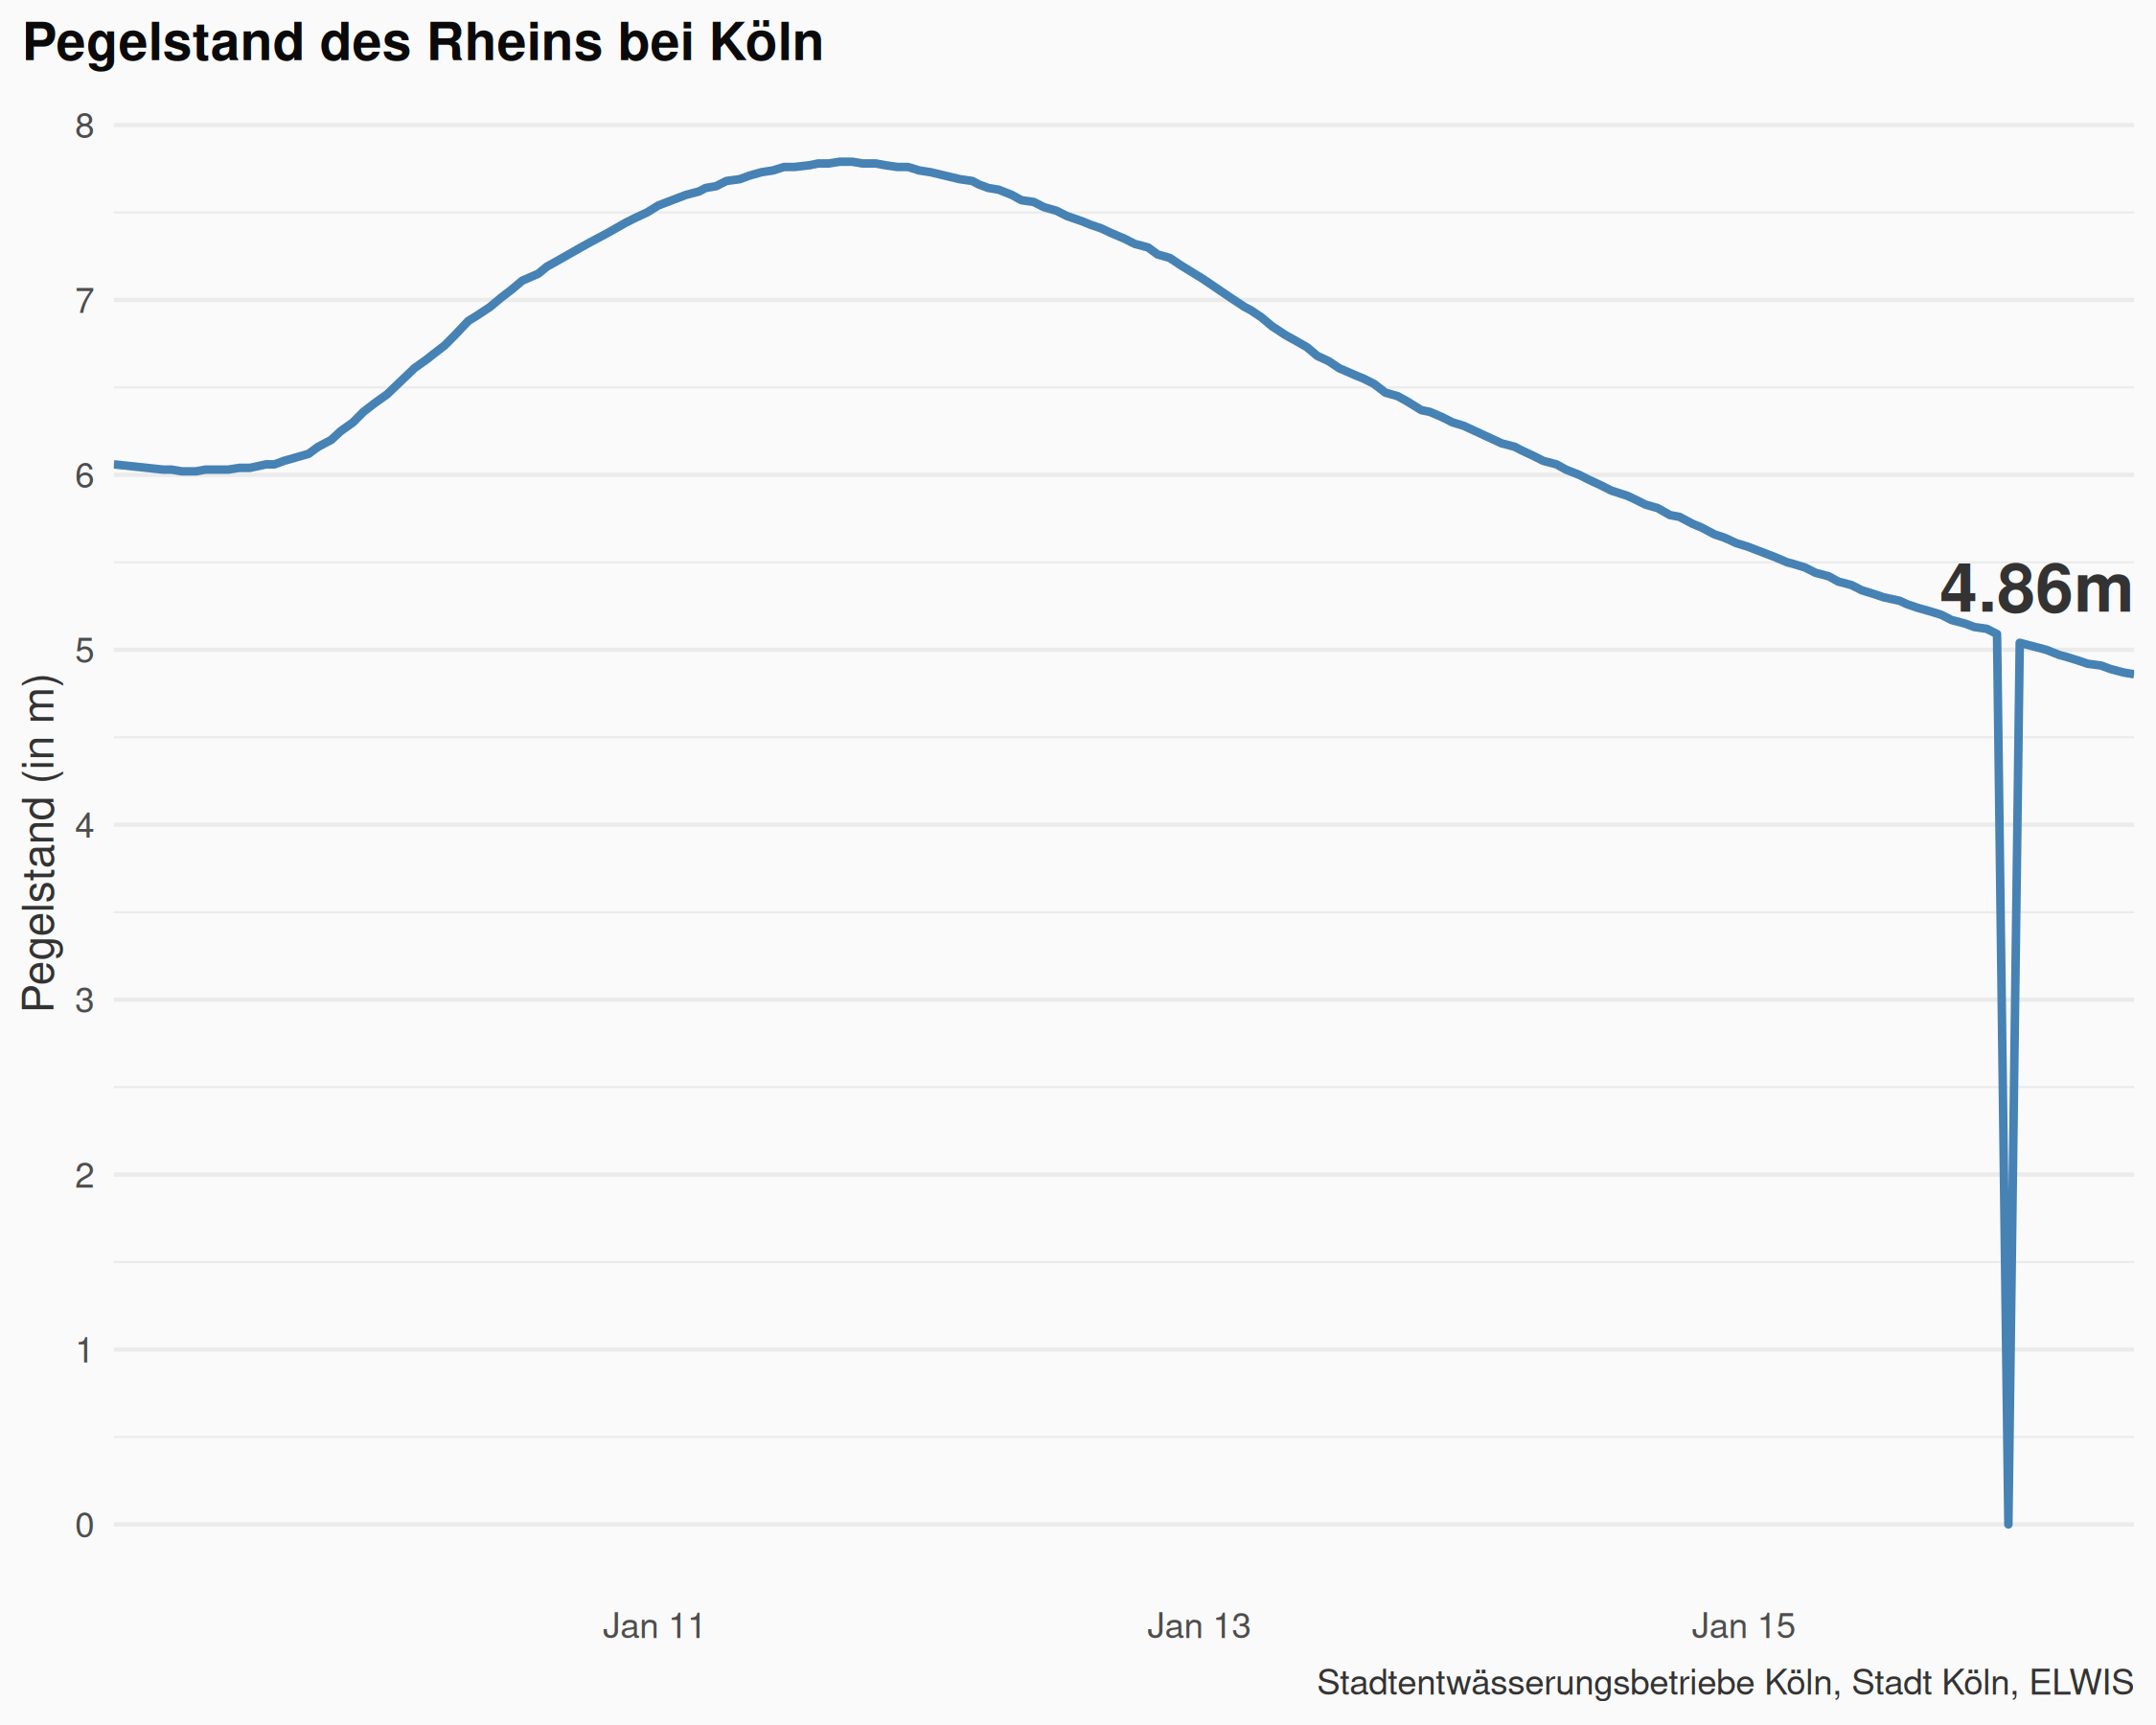 Pegelstand des Rheins bei Köln
Pegelstand (in m)
8
7
6
5
4
3
2
1
0
4.86m
Jan 11
Jan 13
Jan 15
Stadtentwässerungsbetriebe Köln, Stadt Köln, ELWIS